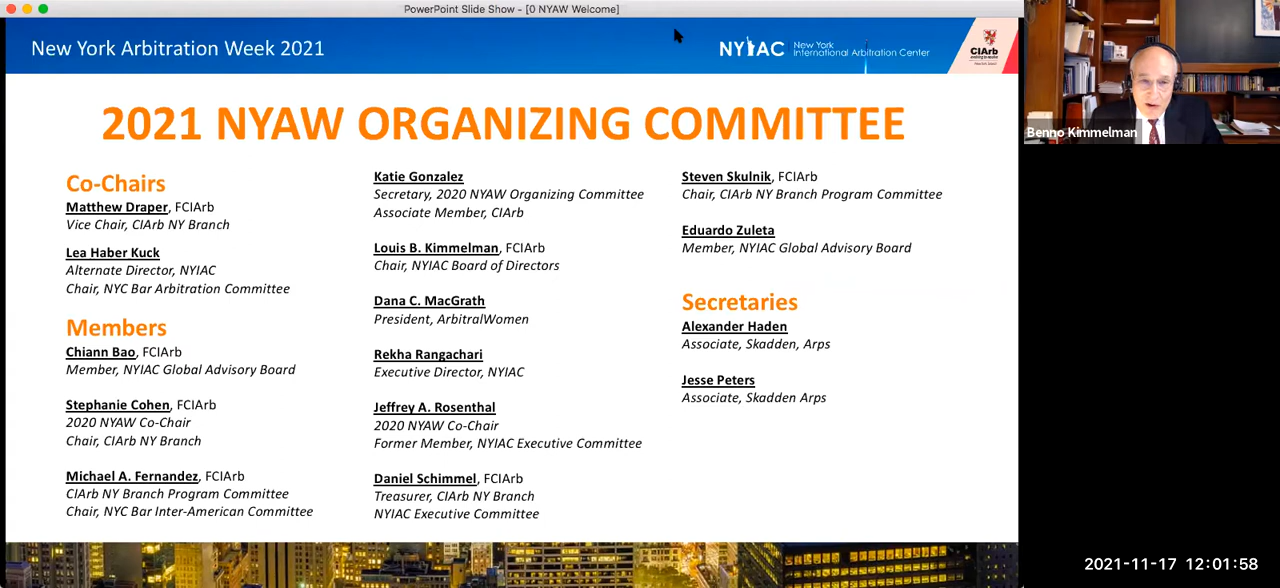 PowerPoint Slide Show - [0 NYAW Welcome]
New York Arbitration Week 2021
NYIAC
New York
International Arbitration Center
CIArb
2021 NYAW ORGANIZING COMMITTEE
Co-Chairs
Matthew Draper, FCIArb
Vice Chair, CIArb NY Branch
Lea Haber Kuck
Alternate Director, NYIAC
Chair, NYC Bar Arbitration Committee
Members
Chiann Bao, FCIArb
Member, NYIAC Global Advisory Board
Stephanie Cohen, FCIArb
2020 NYAW Co-Chair
Chair, CIArb NY Branch
Michael A. Fernandez, FCIArb
CIArb NY Branch Program Committee
Chair, NYC Bar Inter-American Committee
Katie Gonzalez
Secretary, 2020 NYAW Organizing Committee
Associate Member, CIArb
Louis B. Kimmelman, FCIArb
Chair, NYIAC Board of Directors
Dana C. MacGrath
President, ArbitralWomen
Rekha Rangachari
Executive Director, NYIAC
Jeffrey A. Rosenthal
2020 NYAW Co-Chair
Former Member, NYIAC Executive Committee
Daniel Schimmel, FCIArb
Treasurer, CIArb NY Branch
NYIAC Executive Committee
Steven Skulnik, FCIArb
Chair, CIArb NY Branch Program Committee
Eduardo Zuleta
Member, NYIAC Global Advisory Board
Secretaries
Alexander Haden
Associate, Skadden, Arps
Jesse Peters
Associate, Skadden Arps
Benno Kimmelman
2021-11-17 12:01:58